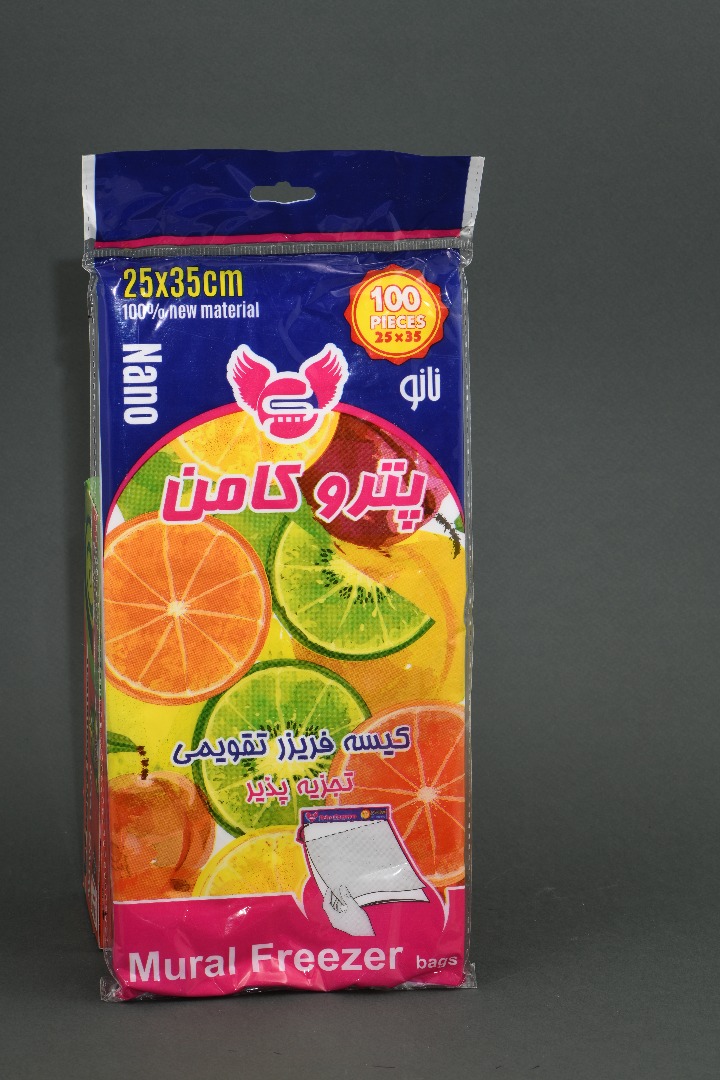 25x35cm
100% new material
100
PIECES
25×35
Nano
نانو
پترو کامن
کیسه فریزر تقویمی
تجزیه پذیر
Mural Freezer bags